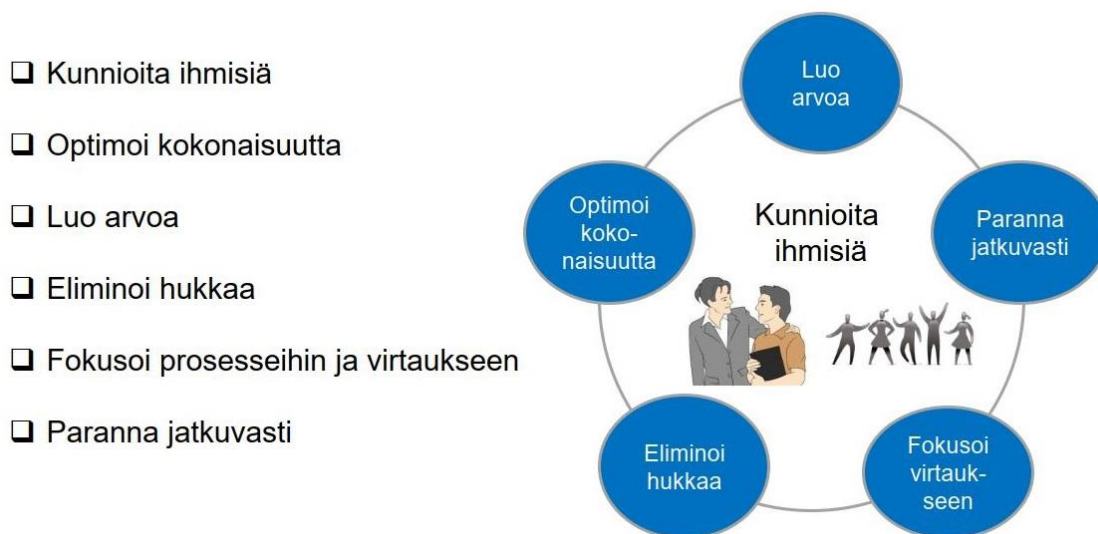 Kunnioita ihmisiä
Optimoi kokonaisuutta
Luo arvoa
Eliminoi hukkaa
Fokusoi prosesseihin ja virtaukseen
Paranna jatkuvasti
Luo
arvoa
Optimoi
koko-
naisuutta
Kunnioita
ihmisiä
Paranna
jatkuvasti
Eliminoi
hukkaa
Fokusoi
virtauk-
seen